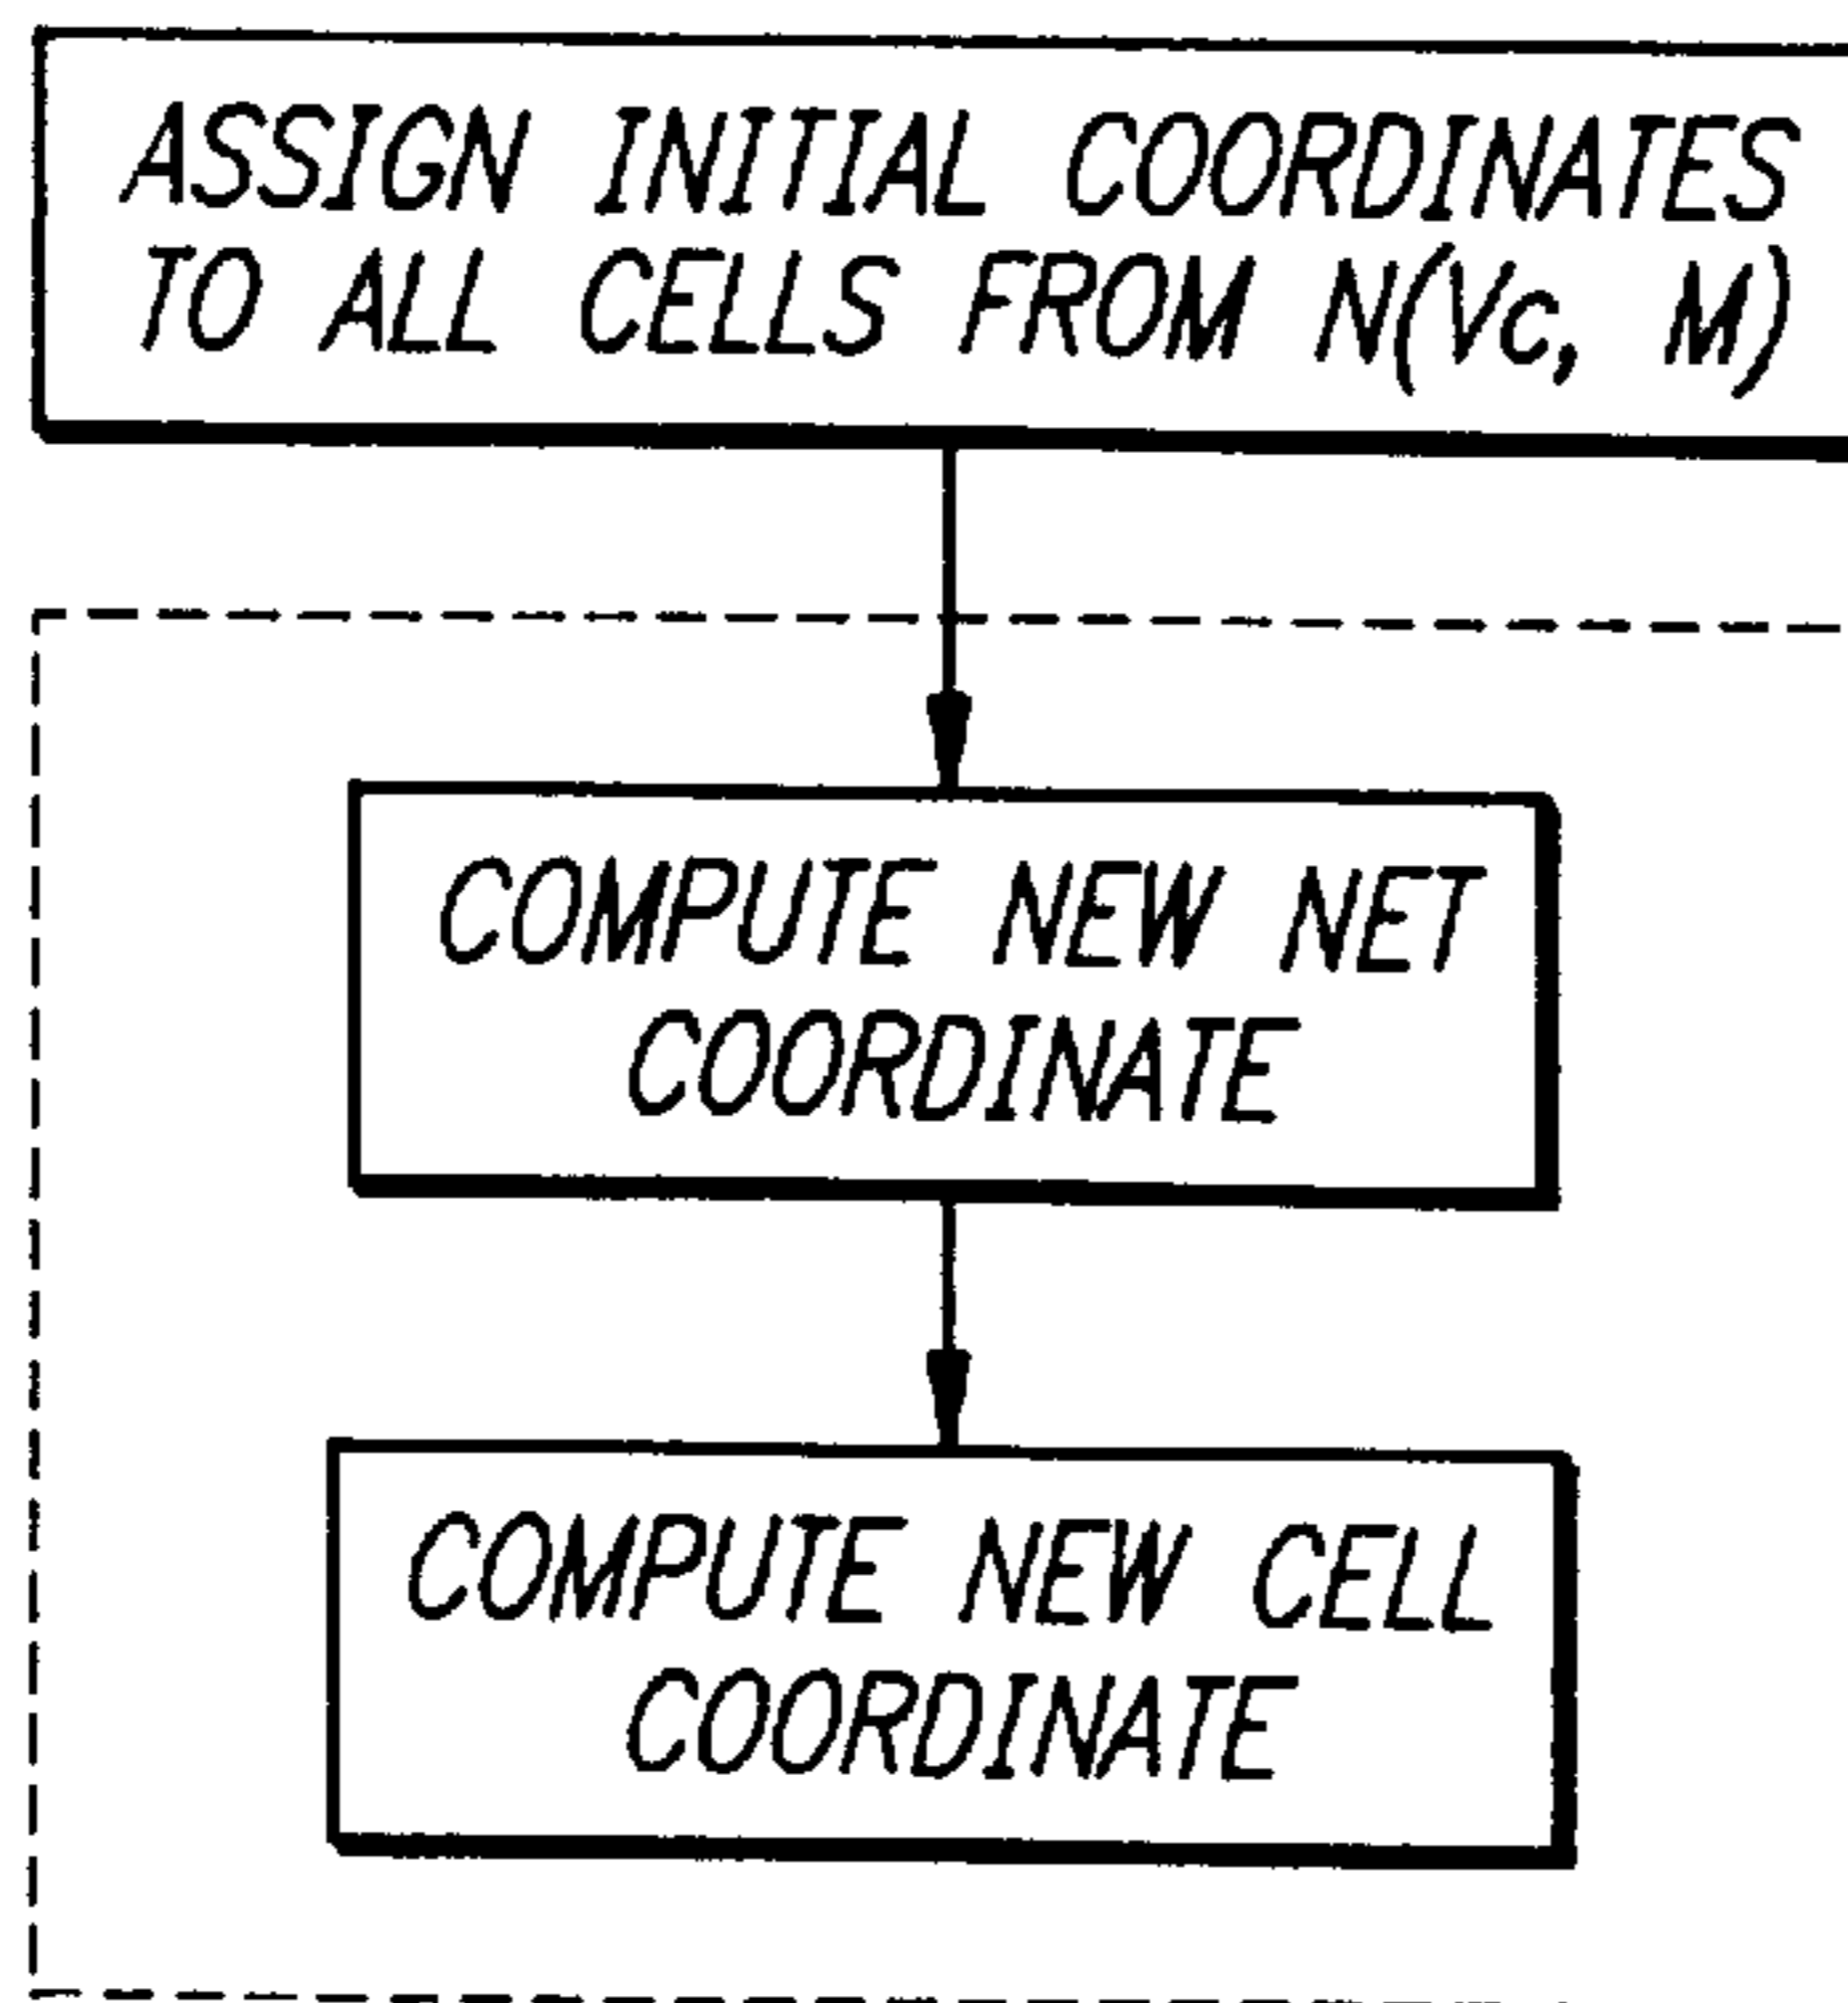 ASSIGN INITIAL COORDINATES
TO ALL CELLS FROM N(Vc, M)
COMPUTE NEW NET
COORDINATE
COMPUTE NEW CELL
COORDINATE